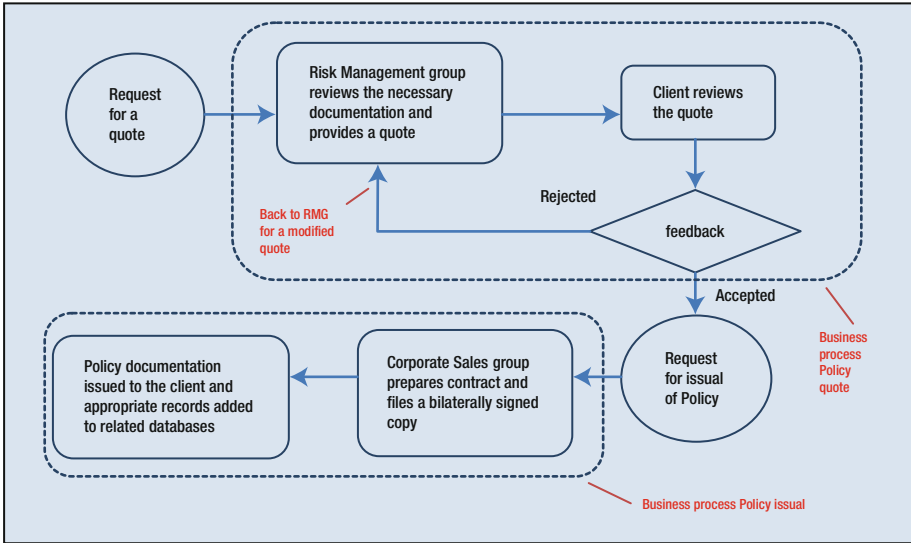 Request
for a
quote
Risk Management group
reviews the necessary
documentation and
provides a quote
Client reviews
the quote
Rejected
Back to RMG
for a modified
quote
feedback
Accepted
Business
process
Policy
quote
Request
for issual
of Policy
Corporate Sales group
prepares contract and
files a bilaterally signed
copy
Policy documentation
issued to the client and
appropriate records added
to related databases
Business process Policy issual